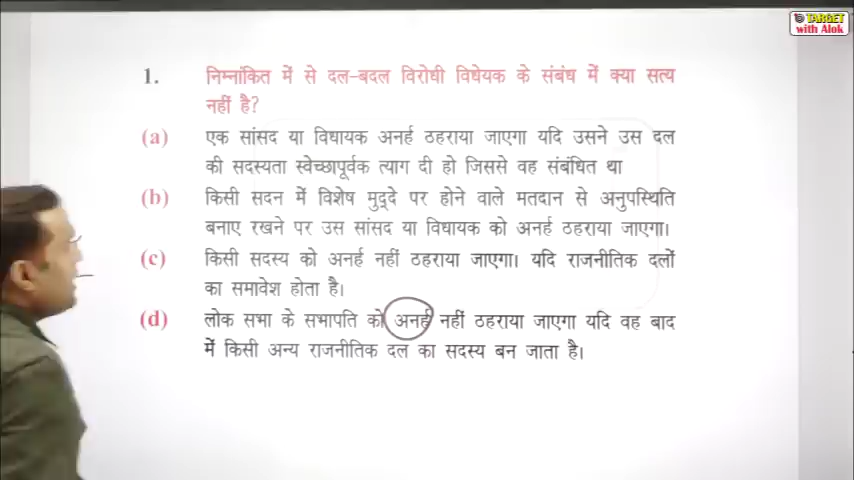 TARGET
with Alok
1. निम्नांकित में से दल-बदल विरोधी विधेयक के संबंध में क्या सत्य
नहीं है?
(a) एक सांसद या विधायक अनर्ह ठहराया जाएगा यदि उसने उस दल
की सदस्यता स्वेच्छापूर्वक त्याग दी हो जिससे वह संबंधित था
(b) किसी सदन में विशेष मुद्दे पर होने वाले मतदान से अनुपस्थिति
बनाए रखने पर उस सांसद या विधायक को अनर्ह ठहराया जाएगा।
(c) किसी सदस्य को अनर्ह नहीं ठहराया जाएगा। यदि राजनीतिक दलों
का समावेश होता है।
(d) लोक सभा के सभापति को अनर्ह नहीं ठहराया जाएगा यदि वह बाद
में किसी अन्य राजनीतिक दल का सदस्य बन जाता है।